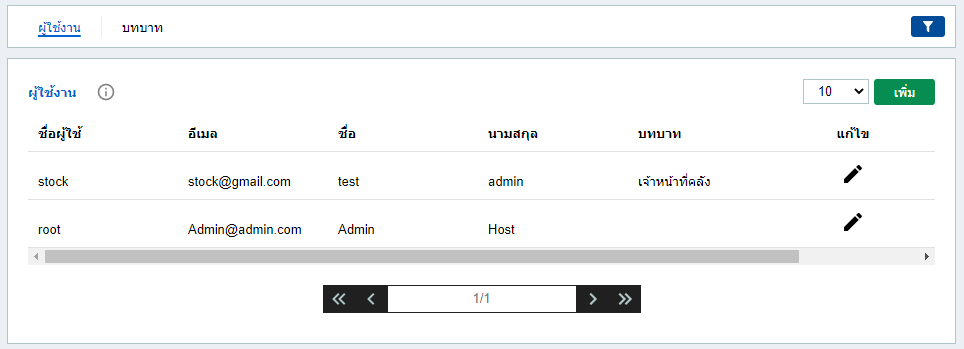 ผู้ใช้งาน บทบาท
ผู้ใช้งาน 10 เพิ่ม
ชื่อผู้ใช้ อีเมล ชื่อ นามสกุล บทบาท แก้ไข
stock stock@gmail.com test admin เจ้าหน้าที่คลัง
root Admin@admin.com Admin Host
1/1